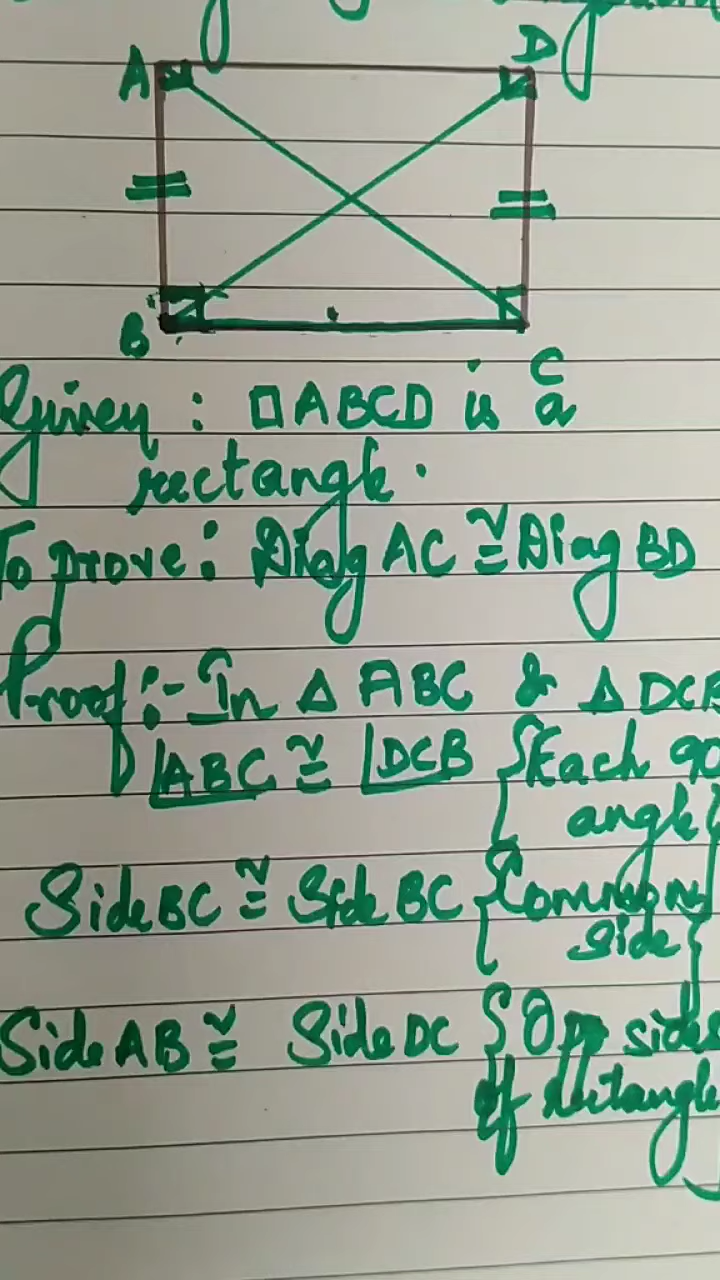 A
D
B
C
Given : □ABCD is a
rectangle.
To prove : Diag AC ≅ Diag BD
Proof :- In Δ ABC & Δ DCB
∠ABC ≅ ∠DCB {Each 90
angle}
Side BC ≅ Side BC {Common
side}
Side AB ≅ Side DC {Opp sides
of rectangle